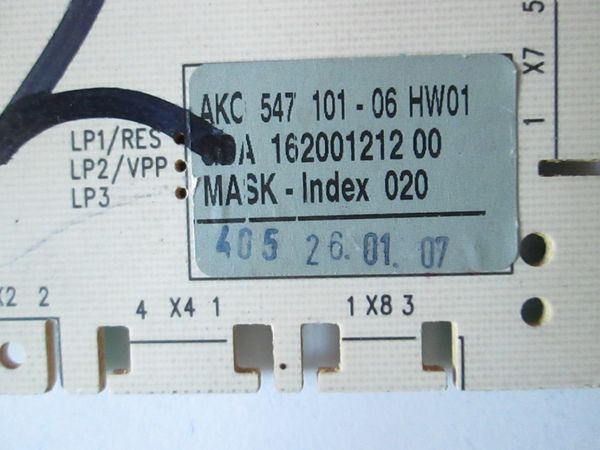 AKO 547 101 - 06 HW01
162001212 00
MASK - Index 020
405 26.01.07
LP1/RES
LP2/VPP
LP3
1 X7 5
X2 2
4 X4 1
1 X8 3